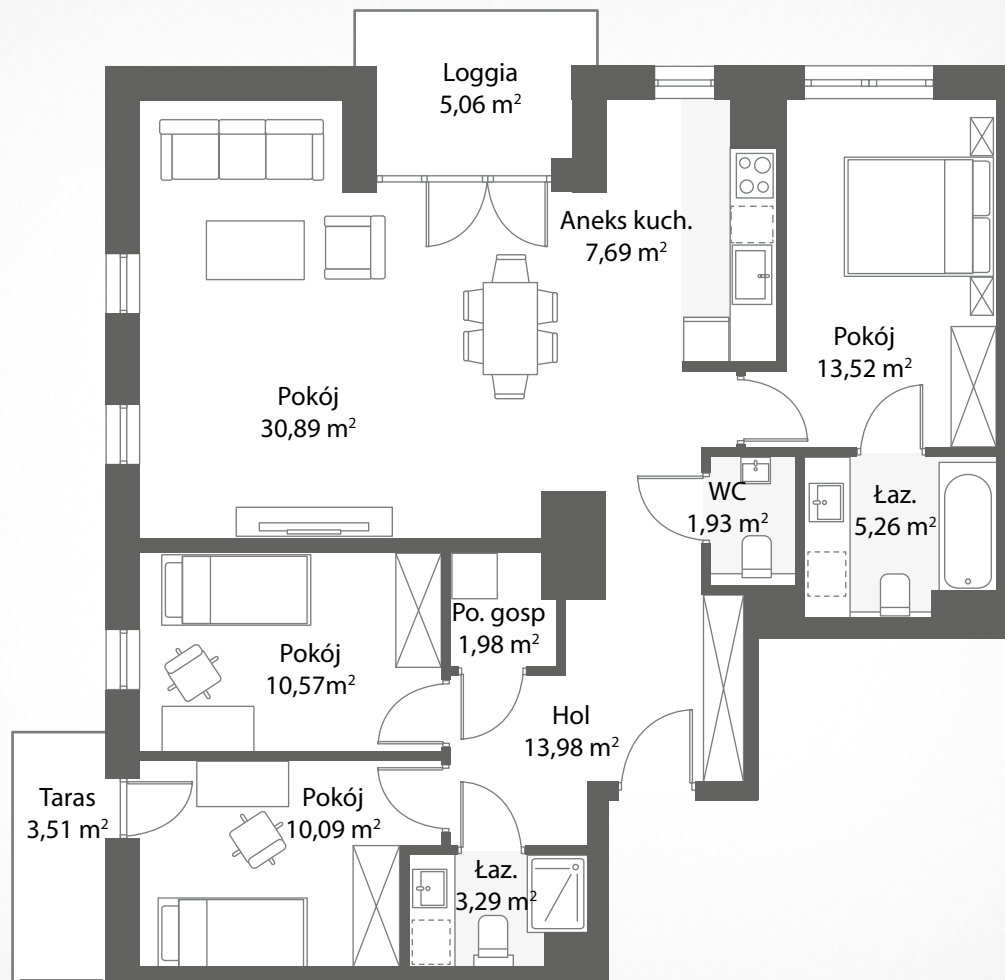 Loggia
5,06 m²
Aneks kuch.
7,69 m²
Pokój
13,52 m²
Pokój
30,89 m²
WC
1,93 m²
Łaz.
5,26 m²
Po. gosp
1,98 m²
Pokój
10,57m²
Hol
13,98 m²
Taras
3,51 m²
Pokój
10,09 m²
Łaz.
3,29 m²